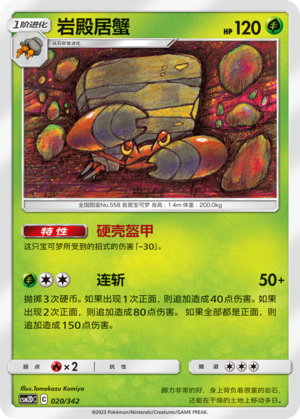 1阶进化
岩殿居蟹
HP 120
从石居蟹进化
全国图鉴No.558 岩居宝可梦 身高：1.4m 体重：200.0kg
特性 硬壳盔甲
这只宝可梦所受到的招式的伤害「-30」。
连斩 50+
抛掷3次硬币。如果出现1次正面，则追加造成40点伤害。如果
出现2次正面，则追加造成80点伤害。 如果全部都是正面，则
追加造成150点伤害。
Illus.Tomokazu Komiya
弱点 ×2 抗性 撤退
CSM2D C C 020/342
脚力非常的好，身上背负着很重的岩石，
还能在干燥的土地上移动多日。
©2023 Pokémon/Nintendo/Creatures/GAME FREAK.